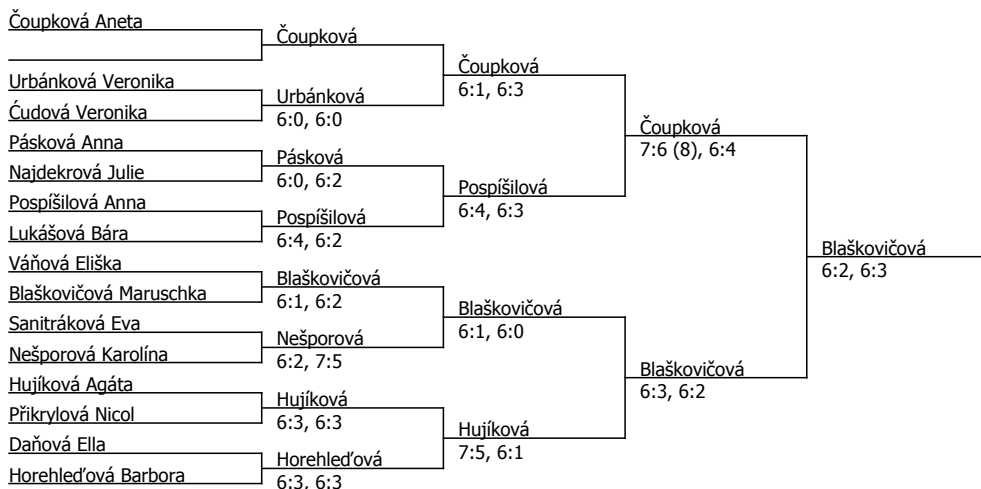 Čoupková Aneta
Urbánková Veronika
Ćudová Veronika
Pásková Anna
Najdekrová Julie
Pospíšilová Anna
Lukášová Bára
Váňová Eliška
Blaškovičová Maruschka
Sanitráková Eva
Nešporová Karolína
Hujíková Agáta
Přikrylová Nicol
Daňová Ella
Horehleďová Barbora
Čoupková
Urbánková
6:0, 6:0
Pásková
6:0, 6:2
Pospíšilová
6:4, 6:2
Blaškovičová
6:1, 6:2
Nešporová
6:2, 7:5
Hujíková
6:3, 6:3
Horehleďová
6:3, 6:3
Čoupková
6:1, 6:3
Pospíšilová
6:4, 6:3
Blaškovičová
6:1, 6:0
Hujíková
7:5, 6:1
Čoupková
7:6 (8), 6:4
Blaškovičová
6:3, 6:2
Blaškovičová
6:2, 6:3